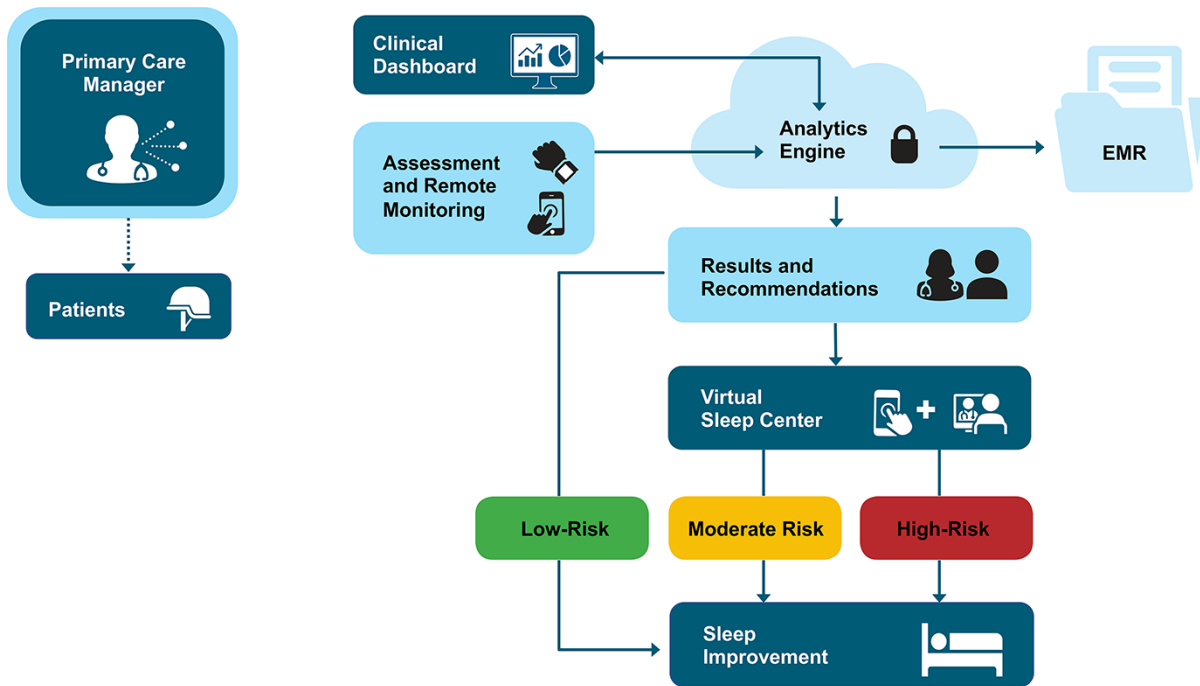 Primary Care
Manager
Patients
Clinical
Dashboard
Assessment
and Remote
Monitoring
Analytics
Engine
EMR
Results and
Recommendations
Virtual
Sleep Center
Low-Risk
Moderate Risk
High-Risk
Sleep
Improvement